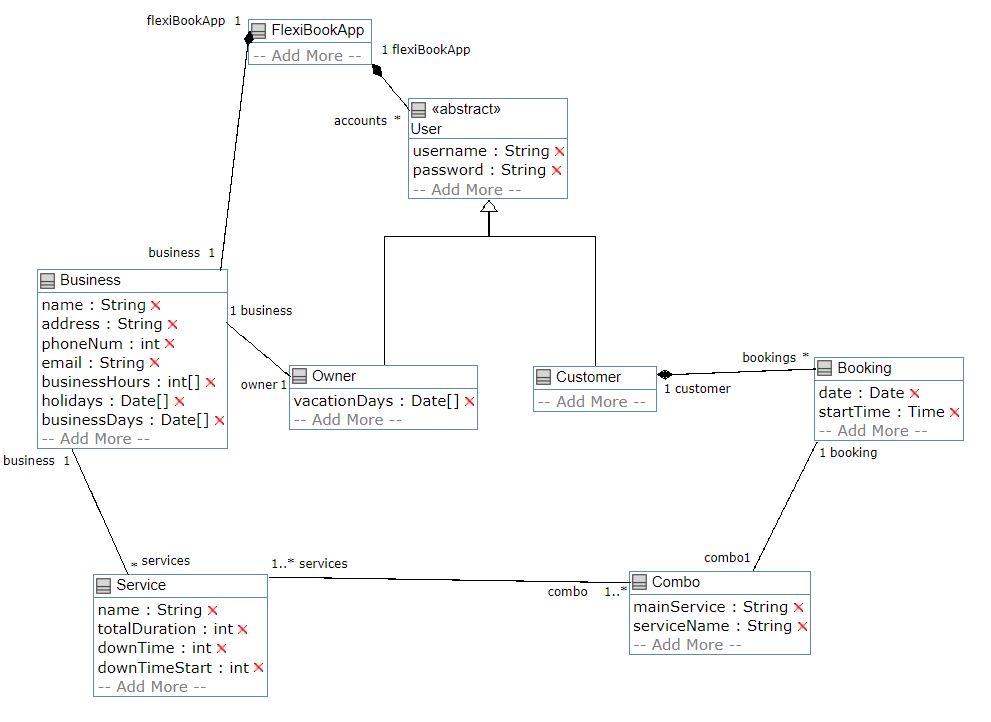 flexiBookApp 1
FlexiBookApp
-- Add More --
1 flexiBookApp
accounts *
«abstract»
User
username : String
password : String
-- Add More --
business 1
Business
name : String
address : String
phoneNum : int
email : String
businessHours : int[]
holidays : Date[]
businessDays : Date[]
-- Add More --
1 business
owner 1
Owner
vacationDays : Date[]
-- Add More --
Customer
-- Add More --
bookings *
1 customer
Booking
date : Date
startTime : Time
-- Add More --
business 1
1 booking
* services
1..* services
combo1
combo 1..*
Service
name : String
totalDuration : int
downTime : int
downTimeStart : int
-- Add More --
Combo
mainService : String
serviceName : String
-- Add More --